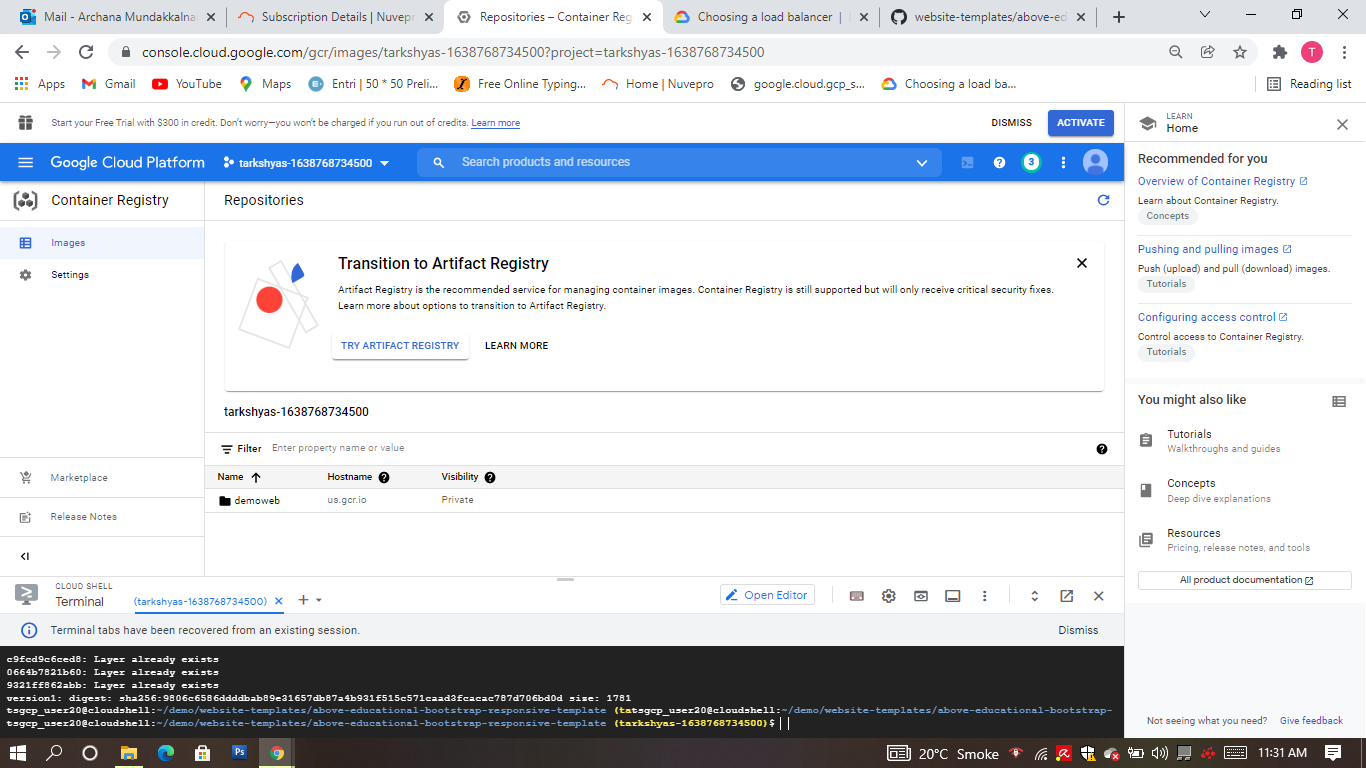 Mail - Archana Mundakkalna
Subscription Details | Nuvepr
Repositories – Container Reg
Choosing a load balancer |
website-templates/above-ed
console.cloud.google.com/gcr/images/tarkshyas-1638768734500?project=tarkshyas-1638768734500
T
Apps
Gmail
YouTube
Maps
Entri | 50 * 50 Preli...
Free Online Typing...
Home | Nuvepro
google.cloud.gcp_s...
Choosing a load ba...
Reading list
Start your Free Trial with $300 in credit. Don't worry—you won't be charged if you run out of credits. Learn more
DISMISS
ACTIVATE
LEARN
Home
Google Cloud Platform
tarkshyas-1638768734500
Search products and resources
3
Container Registry
Images
Settings
Marketplace
Release Notes
Repositories
Transition to Artifact Registry
Artifact Registry is the recommended service for managing container images. Container Registry is still supported but will only receive critical security fixes.
Learn more about options to transition to Artifact Registry.
TRY ARTIFACT REGISTRY
LEARN MORE
tarkshyas-1638768734500
Filter
Enter property name or value
Name
Hostname
Visibility
demoweb
us.gcr.io
Private
Recommended for you
Overview of Container Registry
Learn about Container Registry.
Concepts
Pushing and pulling images
Push (upload) and pull (download) images.
Tutorials
Configuring access control
Control access to Container Registry.
Tutorials
You might also like
Tutorials
Walkthroughs and guides
Concepts
Deep dive explanations
Resources
Pricing, release notes, and tools
All product documentation
Not seeing what you need?
Give feedback
CLOUD SHELL
Terminal
(tarkshyas-1638768734500)
Open Editor
Terminal tabs have been recovered from an existing session.
Dismiss
c9fcd9c6ced8: Layer already exists
0664b7821b60: Layer already exists
9321ff862abb: Layer already exists
version1: digest: sha256:9806c6586ddddbab89e31657db87a4b931f515c571caad3fcacac787d706bd0d size: 1781
tsgcp_user20@cloudshell:~/demo/website-templates/above-educational-bootstrap-responsive-template (tatsgcp_user20@cloudshell:~/demo/website-templates/above-educational-bootstrap-
tsgcp_user20@cloudshell:~/demo/website-templates/above-educational-bootstrap-responsive-template (tarkshyas-1638768734500)$
Ps
20°C Smoke
11:31 AM